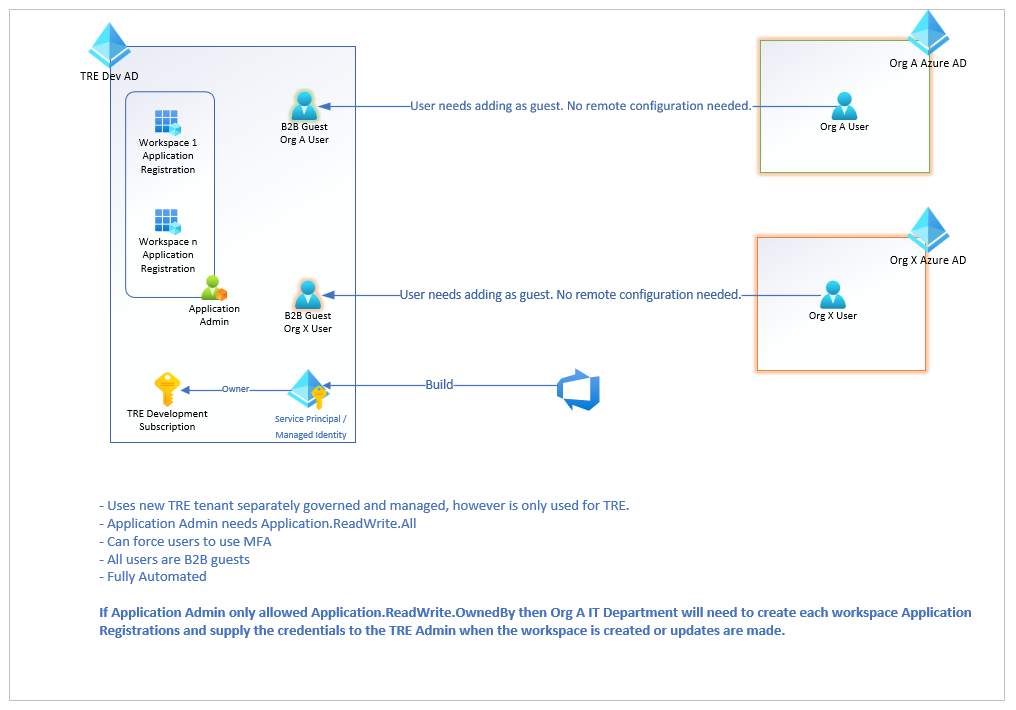 TRE Dev AD
Org A Azure AD
Workspace 1
Application
Registration
B2B Guest
Org A User
User needs adding as guest. No remote configuration needed.
Org A User
Workspace n
Application
Registration
Org X Azure AD
Application
Admin
B2B Guest
Org X User
User needs adding as guest. No remote configuration needed.
Org X User
TRE Development
Subscription
Owner
Service Principal /
Managed Identity
Build
- Uses new TRE tenant separately governed and managed, however is only used for TRE.
- Application Admin needs Application.ReadWrite.All
- Can force users to use MFA
- All users are B2B guests
- Fully Automated
If Application Admin only allowed Application.ReadWrite.OwnedBy then Org A IT Department will need to create each workspace Application
Registrations and supply the credentials to the TRE Admin when the workspace is created or updates are made.